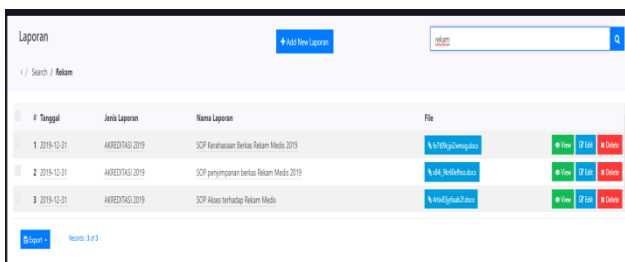 Laporan
+ Add New Laporan
rekam
/ Search / Rekam
# Tanggal Jenis Laporan Nama Laporan File
1 2019-12-31 AKREDITASI 2019 SOP Kerahasiaan Berkas Rekam Medis 2019 View Edit Delete
2 2019-12-31 AKREDITASI 2019 SOP penyimpanan berkas Rekam Medis 2019 View Edit Delete
3 2019-12-31 AKREDITASI 2019 SOP Akses terhadap Rekam Medis View Edit Delete
Export Records: 3 of 3